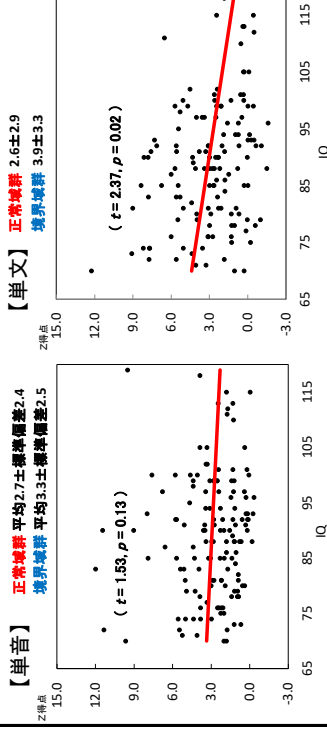 【単音】
正常域群 平均2.7±標準偏差2.4
境界域群 平均3.3±標準偏差2.5
Z得点
15.0
12.0
9.0
6.0
3.0
0.0
-3.0
( t = 1.53, p = 0.13 )
65
75
85
95
105
115
IQ
【単文】
正常域群 2.6±2.9
境界域群 3.9±3.3
Z得点
15.0
12.0
9.0
6.0
3.0
0.0
-3.0
( t = 2.37, p = 0.02 )
65
75
85
95
105
115
IQ